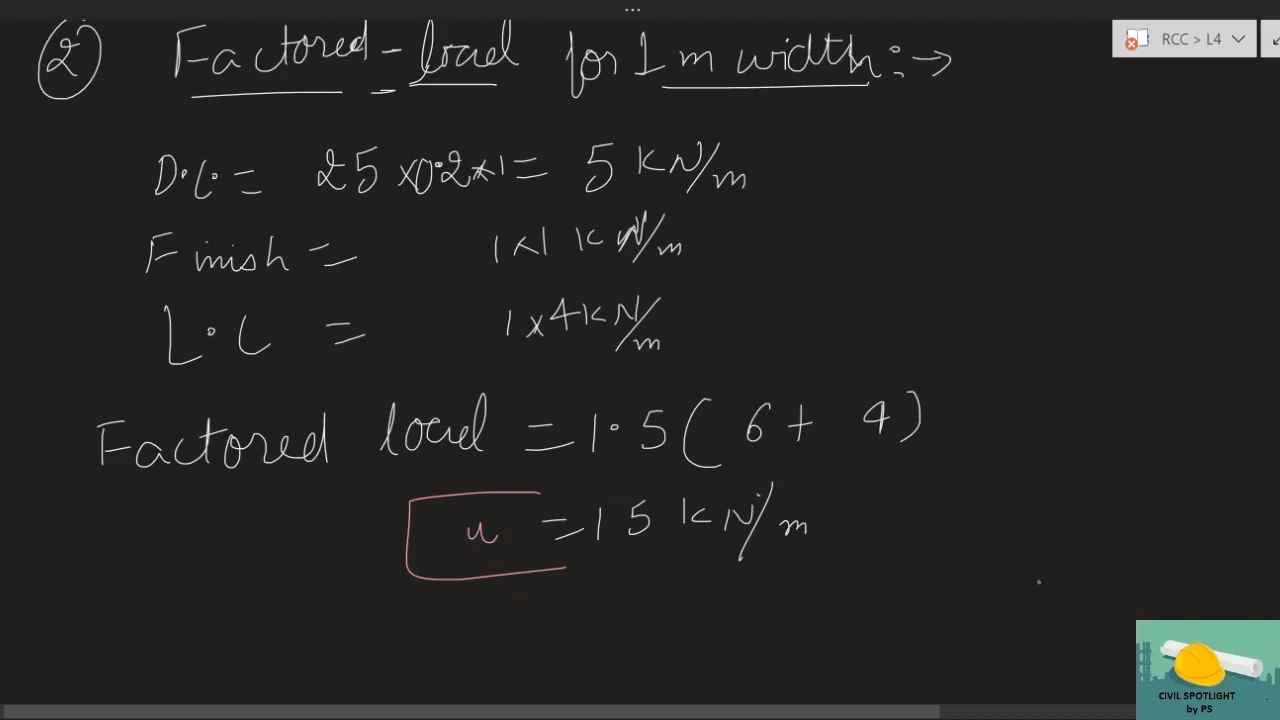 ...
RCC > L4
(2) Factored-load for 1 m width :→
D.L. = 25 x 0.2 x 1 = 5 KN/m
Finish = 1 x 1 KN/m
L.L = 1 x 4 KN/m
Factored load = 1.5 ( 6 + 4 )
u = 15 KN/m
CIVIL SPOTLIGHT
by PS